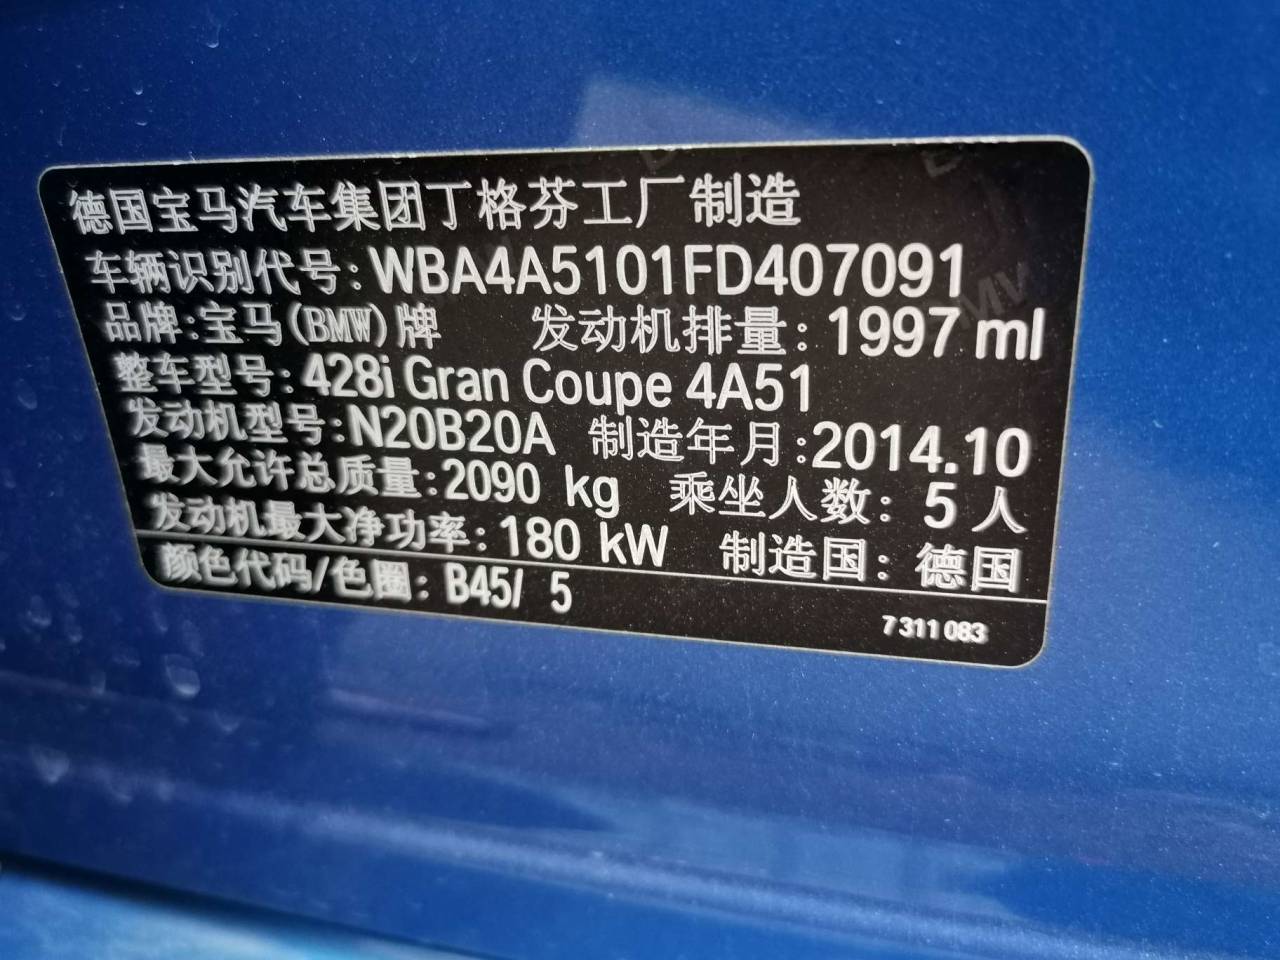 德国宝马汽车集团丁格芬工厂制造
车辆识别代号:WBA4A5101FD407091
品牌:宝马(BMW)牌 发动机排量:1997 ml
整车型号:428i Gran Coupe 4A51
发动机型号:N20B20A 制造年月:2014.10
最大允许总质量:2090 kg 乘坐人数:5人
发动机最大净功率:180 kW 制造国:德国
颜色代码/色圈:B45/ 5
7311083